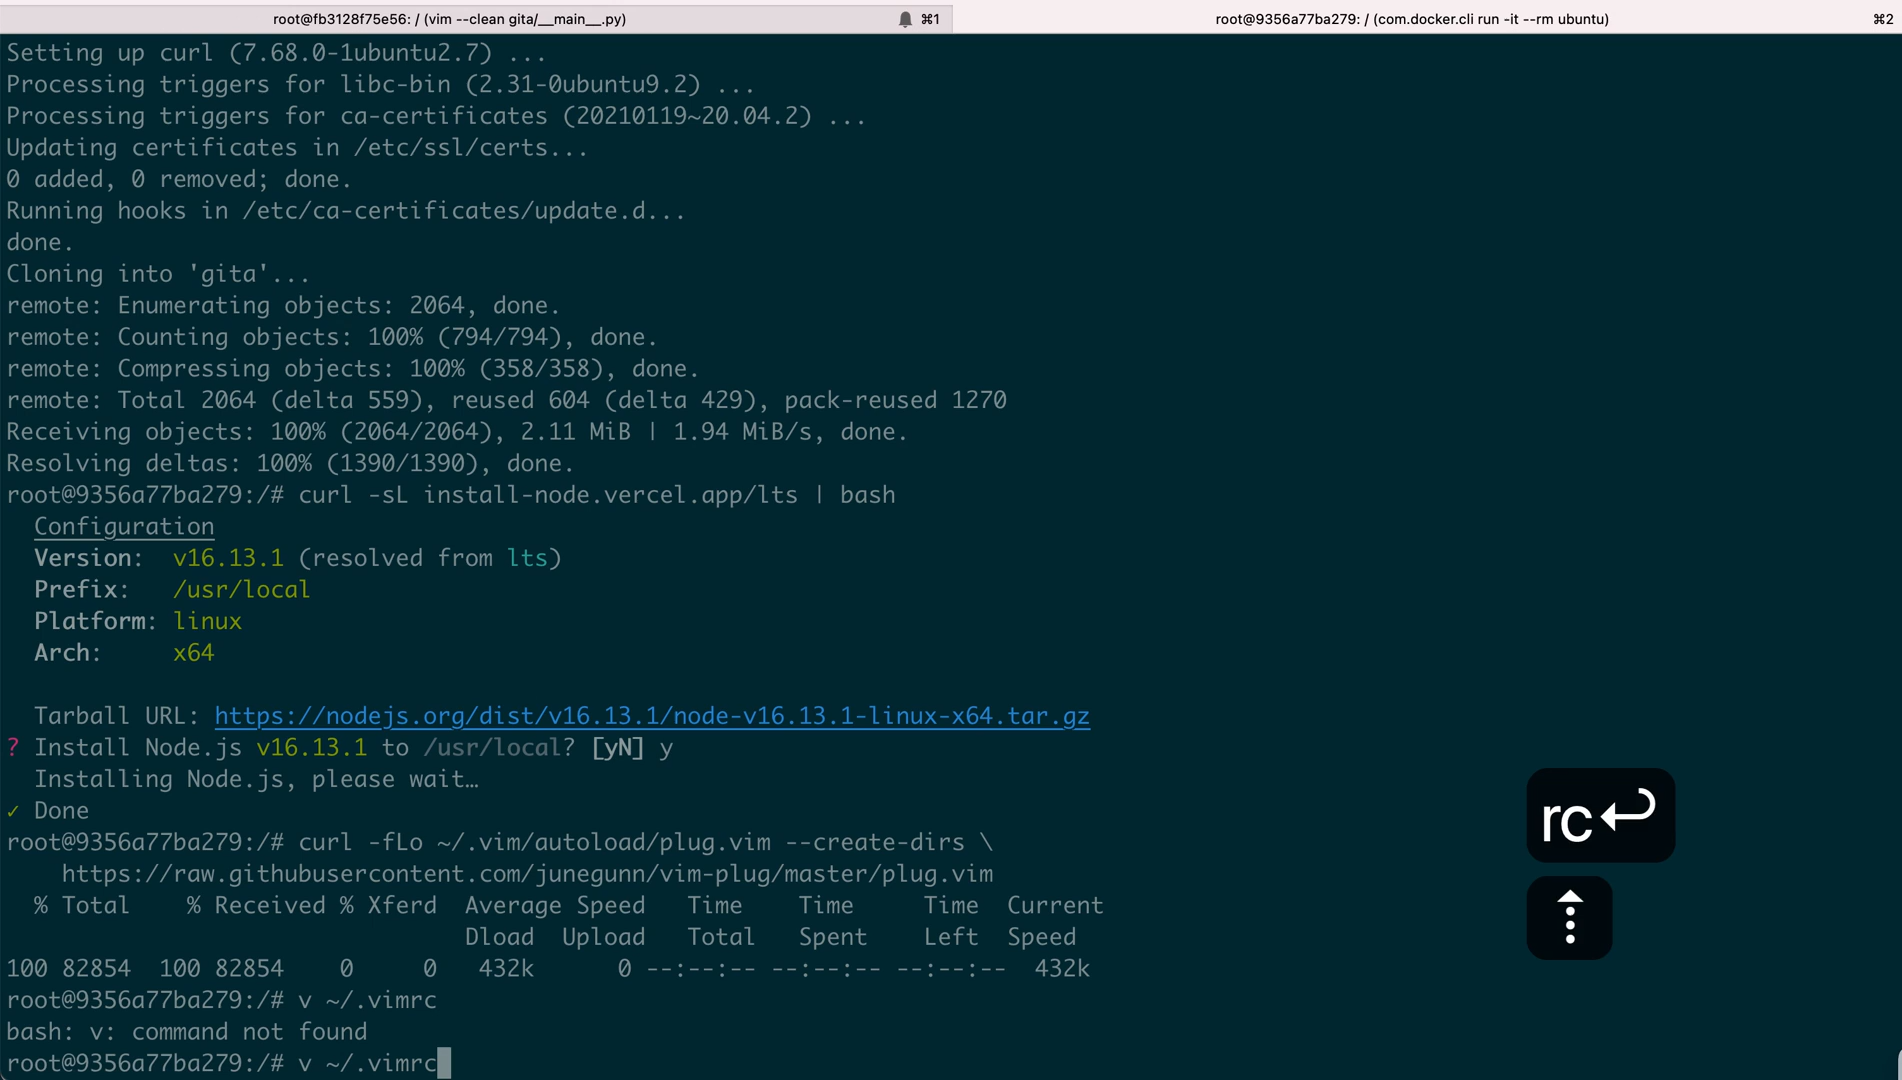 root@fb3128f75e56: / (vim --clean gita/__main__.py) ⌘1 root@9356a77ba279: / (com.docker.cli run -it --rm ubuntu) ⌘2
Setting up curl (7.68.0-1ubuntu2.7) ...
Processing triggers for libc-bin (2.31-0ubuntu9.2) ...
Processing triggers for ca-certificates (20210119~20.04.2) ...
Updating certificates in /etc/ssl/certs...
0 added, 0 removed; done.
Running hooks in /etc/ca-certificates/update.d...
done.
Cloning into 'gita'...
remote: Enumerating objects: 2064, done.
remote: Counting objects: 100% (794/794), done.
remote: Compressing objects: 100% (358/358), done.
remote: Total 2064 (delta 559), reused 604 (delta 429), pack-reused 1270
Receiving objects: 100% (2064/2064), 2.11 MiB | 1.94 MiB/s, done.
Resolving deltas: 100% (1390/1390), done.
root@9356a77ba279:/# curl -sL install-node.vercel.app/lts | bash
  Configuration
  Version:  v16.13.1 (resolved from lts)
  Prefix:   /usr/local
  Platform: linux
  Arch:     x64
  Tarball URL: https://nodejs.org/dist/v16.13.1/node-v16.13.1-linux-x64.tar.gz
? Install Node.js v16.13.1 to /usr/local? [yN] y
  Installing Node.js, please wait…
✓ Done
root@9356a77ba279:/# curl -fLo ~/.vim/autoload/plug.vim --create-dirs \
    https://raw.githubusercontent.com/junegunn/vim-plug/master/plug.vim
  % Total    % Received % Xferd  Average Speed   Time    Time     Time  Current
                                 Dload  Upload   Total   Spent    Left  Speed
100 82854  100 82854    0     0   432k      0 --:--:-- --:--:-- --:--:--  432k
root@9356a77ba279:/# v ~/.vimrc
bash: v: command not found
root@9356a77ba279:/# v ~/.vimrc
rc↩